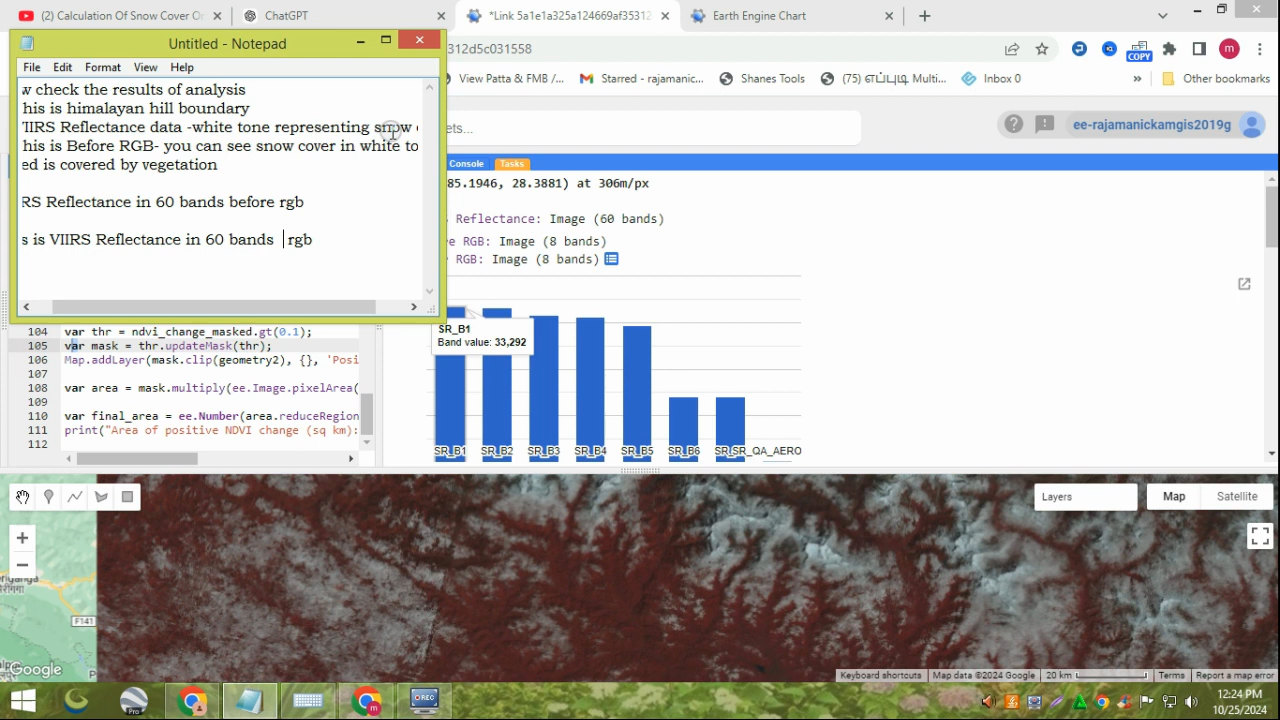 (2) Calculation Of Snow Cover O
ChatGPT
*Link 5a1e1a325a124669af35312
Earth Engine Chart
312d5c031558
COPY
m
View Patta & FMB /...
Starred - rajamanic...
Shanes Tools
(75) எப்படி Multi...
Inbox 0
»
Other bookmarks
Untitled - Notepad
File Edit Format View Help
w check the results of analysis
his is himalayan hill boundary
IIRS Reflectance data -white tone representing snow
his is Before RGB- you can see snow cover in white to
ed is covered by vegetation
RS Reflectance in 60 bands before rgb
s is VIIRS Reflectance in 60 bands rgb
ets...
ee-rajamanickamgis2019g
Console
Tasks
85.1946, 28.3881) at 306m/px
Reflectance: Image (60 bands)
e RGB: Image (8 bands)
RGB: Image (8 bands)
SR_B1
Band value: 33,292
SR_B1 SR_B2 SR_B3 SR_B4 SR_B5 SR_B6 SR_SR_QA_AERO
104 var thr = ndvi_change_masked.gt(0.1);
105 var mask = thr.updateMask(thr);
106 Map.addLayer(mask.clip(geometry2), {}, 'Posi
107
108 var area = mask.multiply(ee.Image.pixelArea(
109
110 var final_area = ee.Number(area.reduceRegion
111 print("Area of positive NDVI change (sq km):
112
Layers
Map
Satellite
+
F141
Google
Keyboard shortcuts
Map data ©2024 Google
20 km
Terms
Report a map error
Pro
OREC
m
12:24 PM
10/25/2024